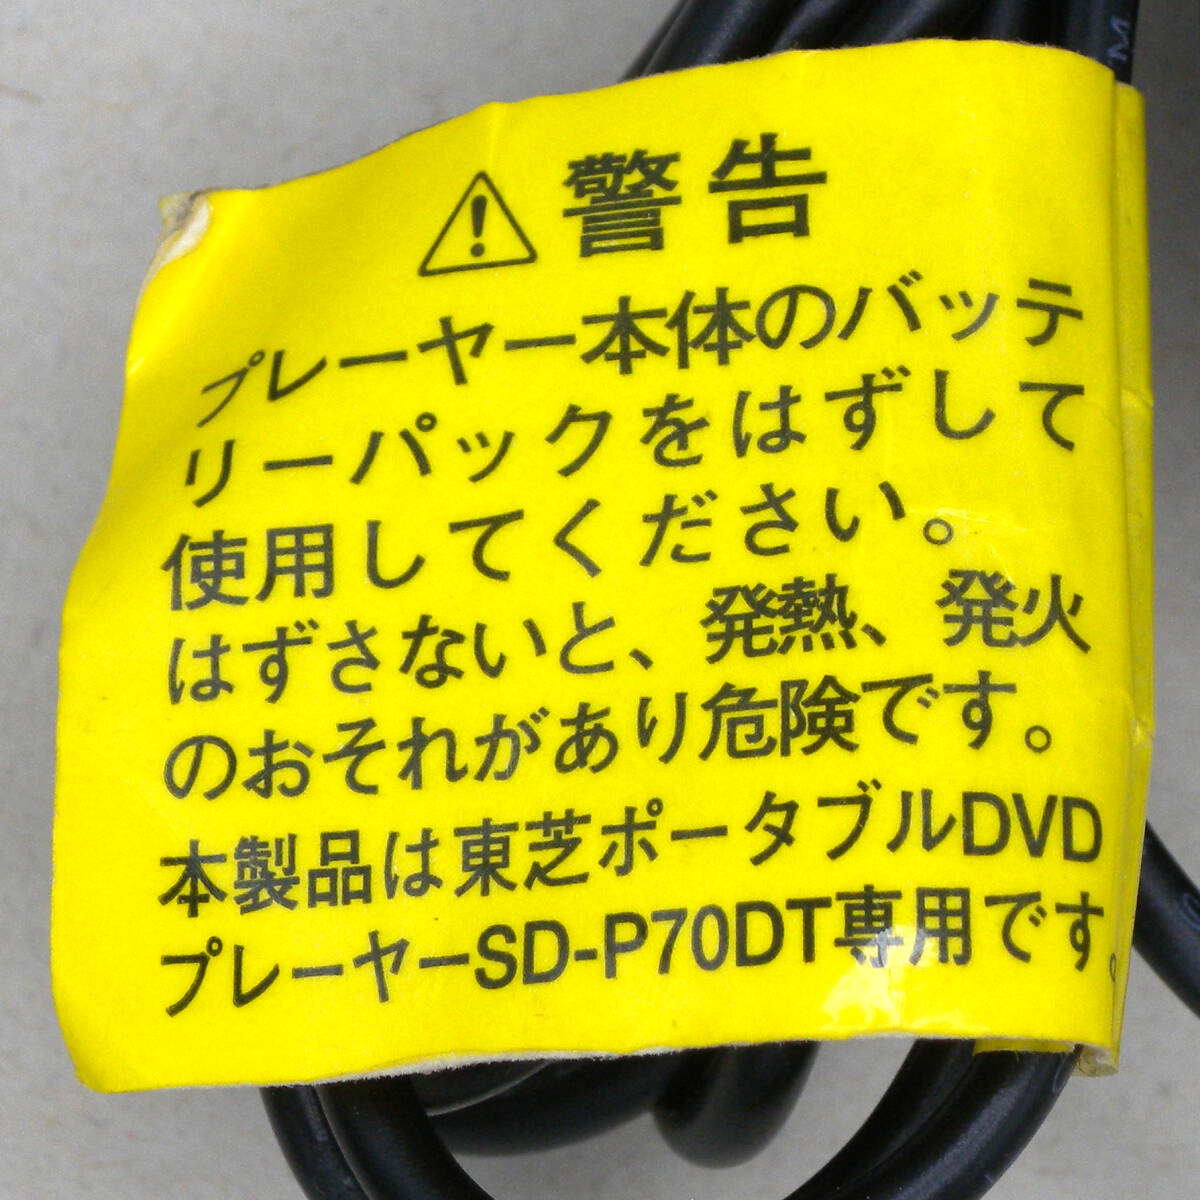 警告
プレーヤー本体のバッテ
リーパックをはずして
使用してください。
はずさないと、発熱、発火
のおそれがあり危険です。
本製品は東芝ポータブルDVD
プレーヤーSD-P70DT専用です。